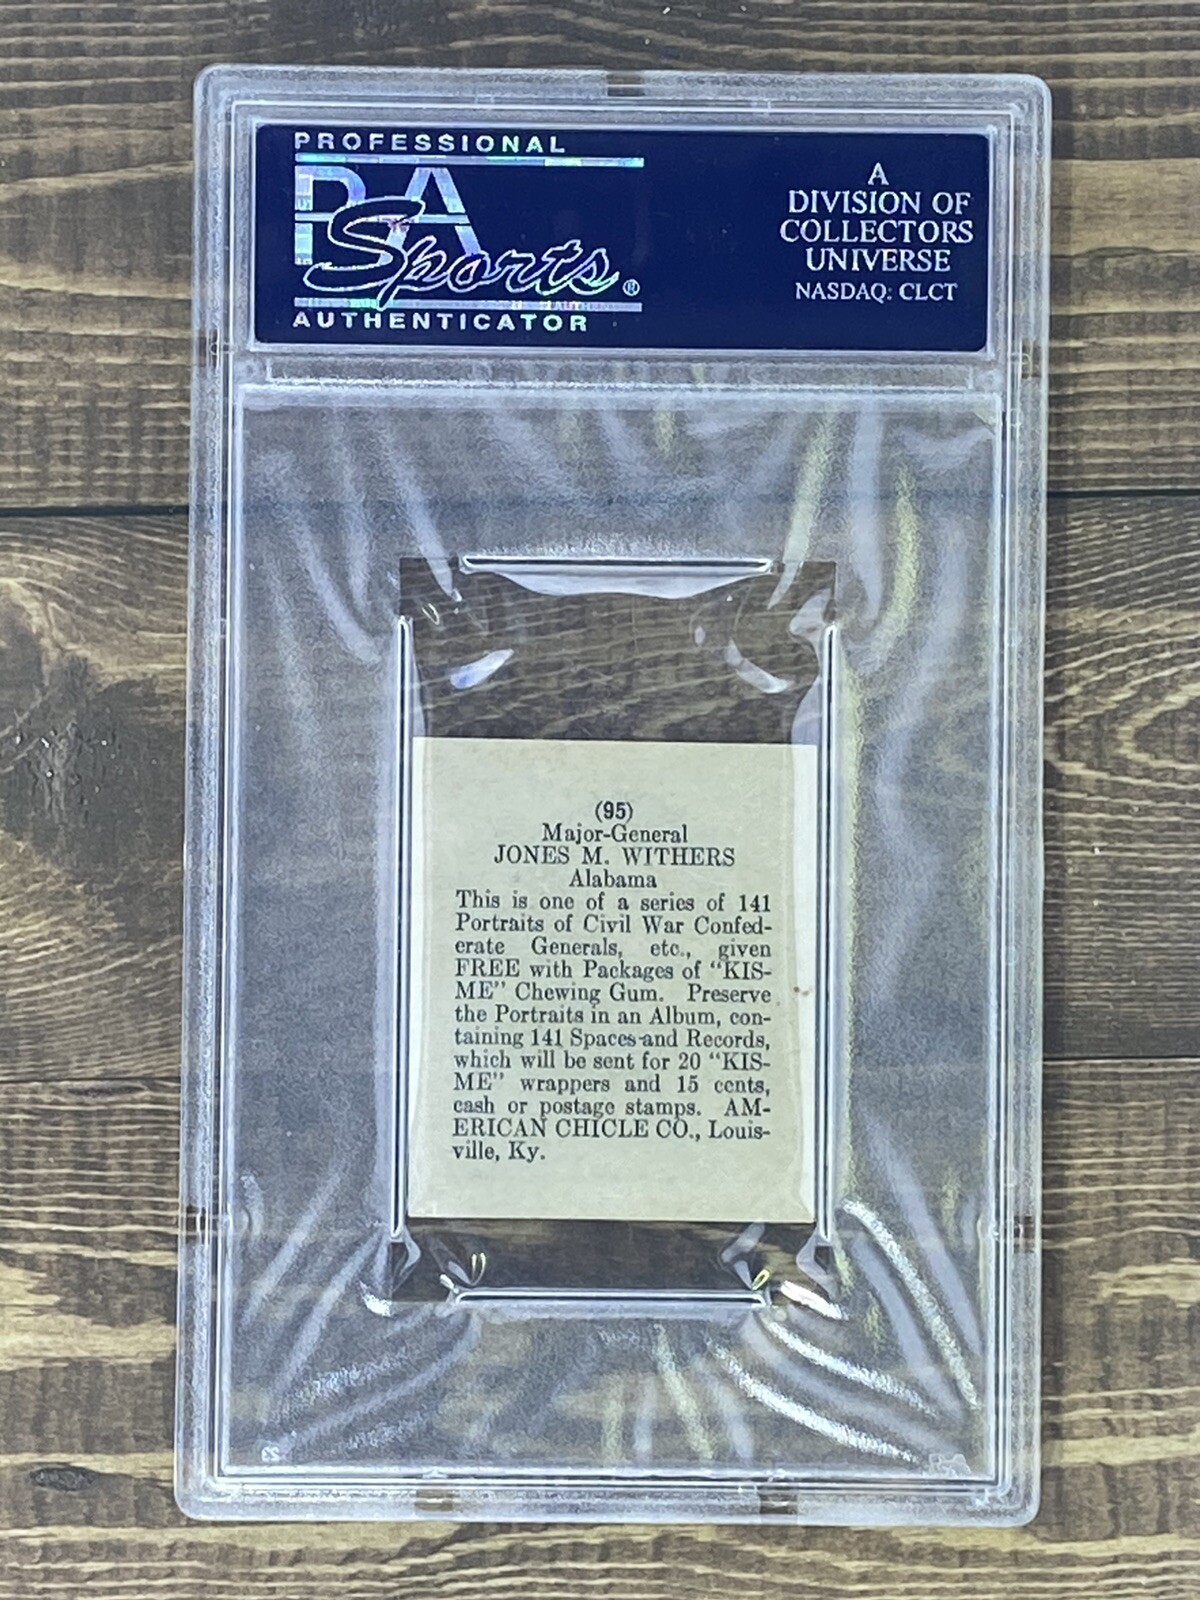 PROFESSIONAL
PSA
Sports®
AUTHENTICATOR
A
DIVISION OF
COLLECTORS
UNIVERSE
NASDAQ: CLCT
(95)
Major-General
JONES M. WITHERS
Alabama
This is one of a series of 141
Portraits of Civil War Confed-
erate Generals, etc., given
FREE with Packages of "KIS-
ME" Chewing Gum. Preserve
the Portraits in an Album, con-
taining 141 Spaces and Records,
which will be sent for 20 "KIS-
ME" wrappers and 15 cents,
cash or postage stamps. AM-
ERICAN CHICLE CO., Louis-
ville, Ky.